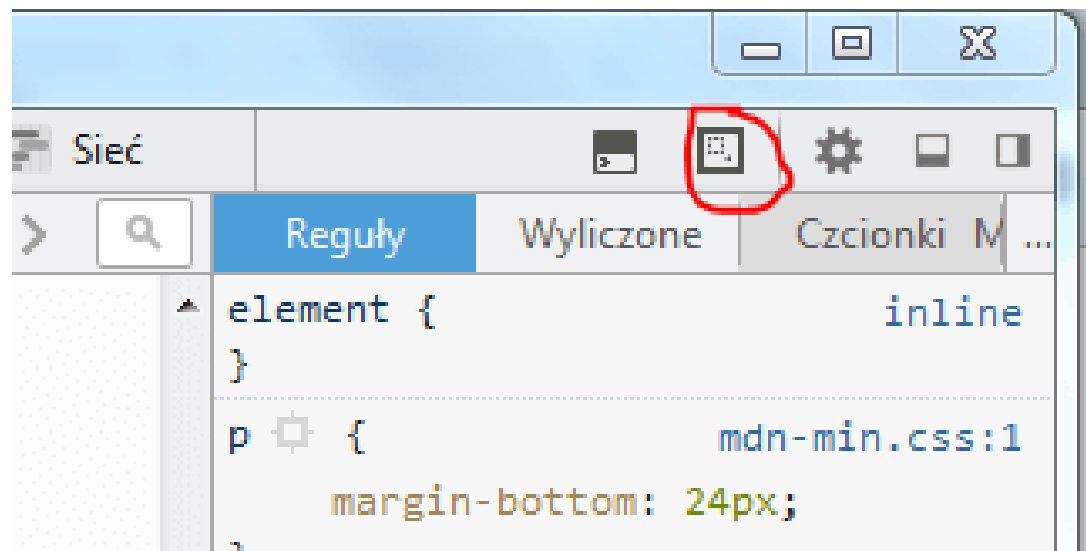 Sieć
Reguły Wyliczone Czcionki M ...
element { inline
}
p { mdn-min.css:1
margin-bottom: 24px;
}